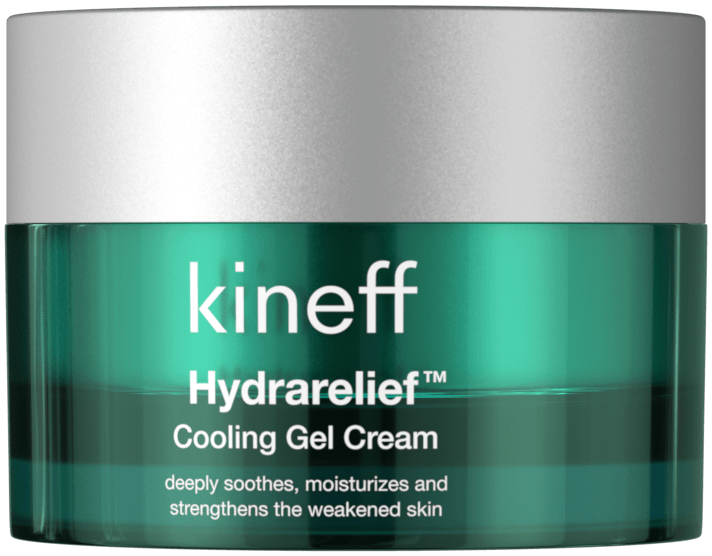 kineff
Hydrarelief™
Cooling Gel Cream
deeply soothes, moisturizes and
strengthens the weakened skin